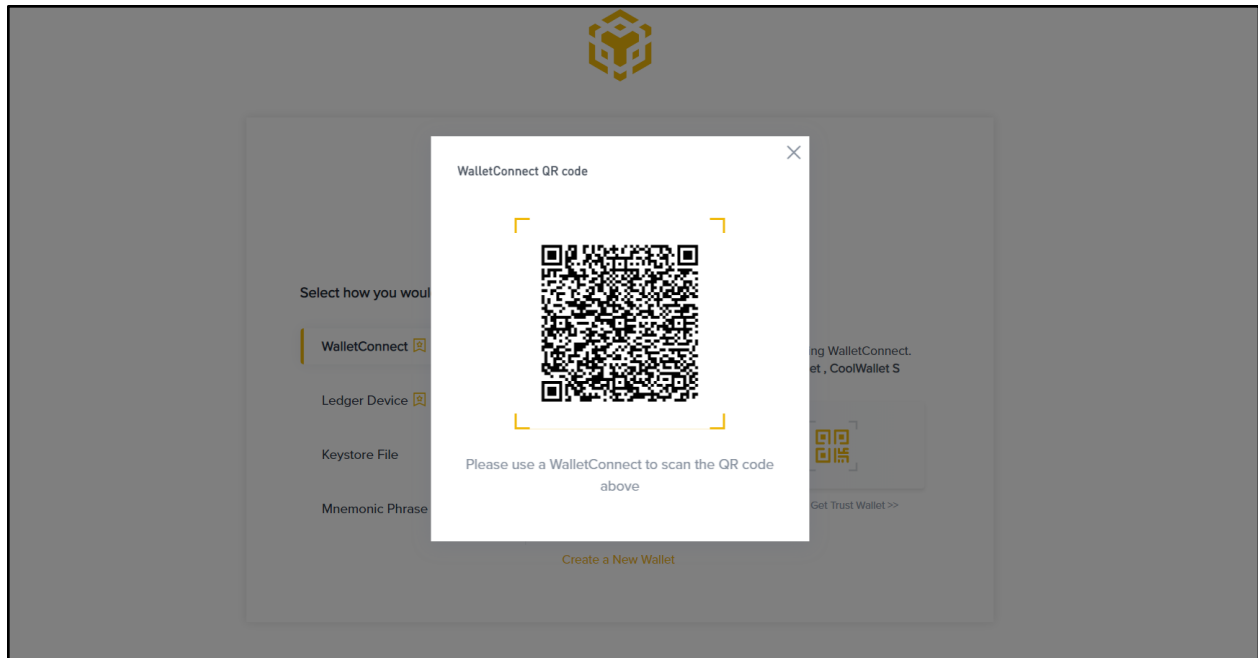 WalletConnect QR code
Select how you woul
WalletConnect
ing WalletConnect.
et , CoolWallet S
Ledger Device
Keystore File
Please use a WalletConnect to scan the QR code
above
Mnemonic Phrase
Get Trust Wallet >>
Create a New Wallet